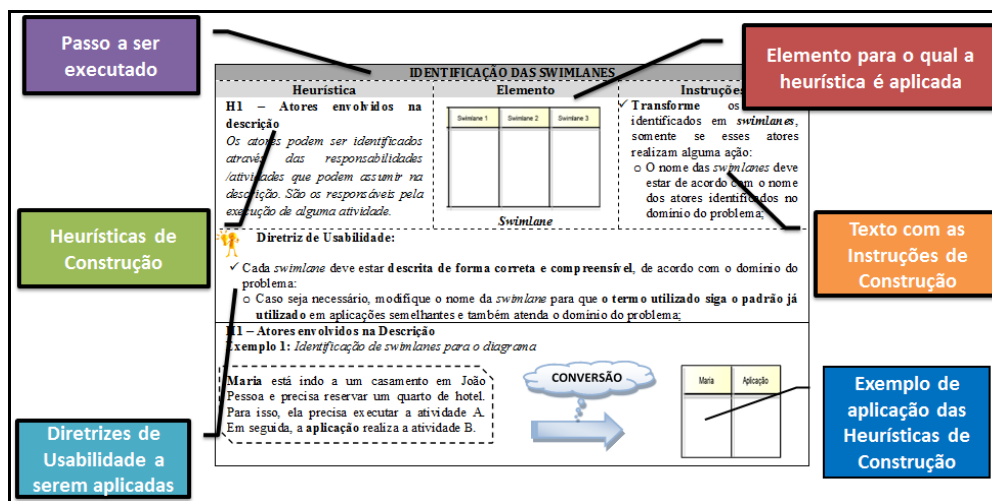 Passo a ser
executado
Elemento para o qual a
heurística é aplicada
IDENTIFICAÇÃO DAS SWIMLANES
Heurística
H1 – Atores envolvidos na
descrição
Os atores podem ser identificados
através das responsabilidades
/atividades que podem assumir na
descrição. São os responsáveis pela
execução de alguma atividade.
Elemento
Swimlane 1
Swimlane 2
Swimlane 3
Swimlane
Instruções
✓ Transforme os
identificados em swimlanes,
somente se esses atores
realizam alguma ação:
o O nome das swimlanes deve
estar de acordo com o nome
dos atores identificados no
domínio do problema;
Heurísticas de
Construção
Texto com as
Instruções de
Construção
Diretriz de Usabilidade:
✓ Cada swimlane deve estar descrita de forma correta e compreensível, de acordo com o domínio do
problema:
o Caso seja necessário, modifique o nome da swimlane para que o termo utilizado siga o padrão já
utilizado em aplicações semelhantes e também atenda o domínio do problema;
H1 – Atores envolvidos na Descrição
Exemplo 1: Identificação de swimlanes para o diagrama
Maria está indo a um casamento em João
Pessoa e precisa reservar um quarto de hotel.
Para isso, ela precisa executar a atividade A.
Em seguida, a aplicação realiza a atividade B.
CONVERSÃO
Maria
Aplicação
Diretrizes de
Usabilidade a
serem aplicadas
Exemplo de
aplicação das
Heurísticas de
Construção